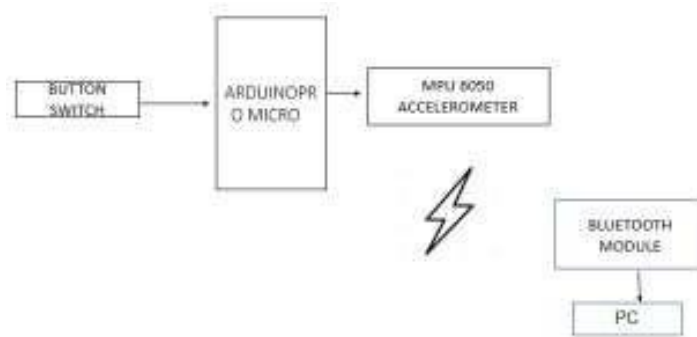 BUTTON
SWITCH
ARDUINOPR
O MICRO
MPU 6050
ACCELEROMETER
BLUETOOTH
MODULE
PC